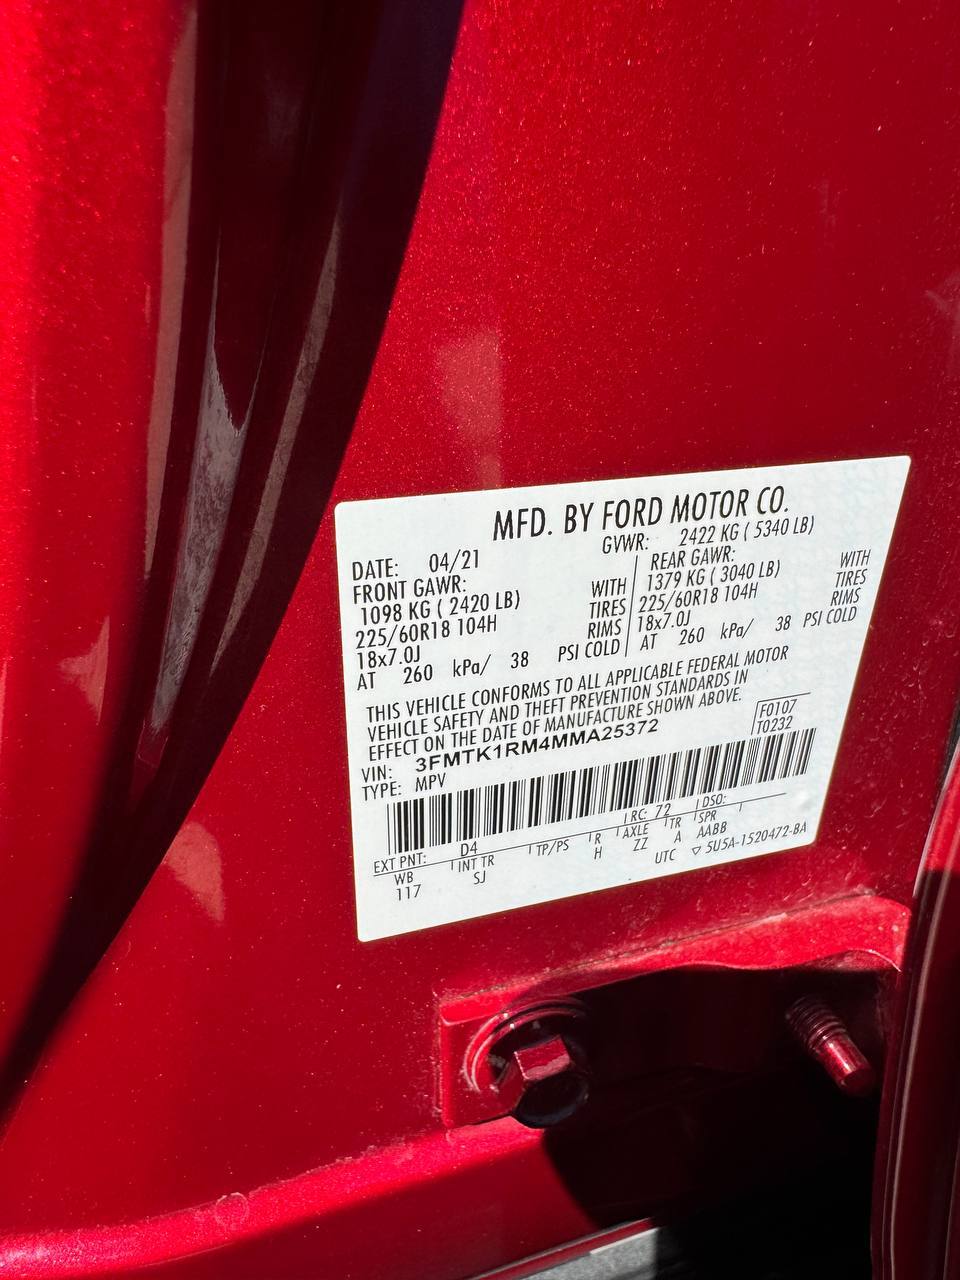 MFD. BY FORD MOTOR CO.
DATE: 04/21 GVWR: 2422 KG ( 5340 LB)
FRONT GAWR: REAR GAWR:
1098 KG ( 2420 LB) WITH 1379 KG ( 3040 LB) WITH
225/60R18 104H TIRES 225/60R18 104H TIRES
18x7.0J RIMS 18x7.0J RIMS
AT 260 kPa/ 38 PSI COLD AT 260 kPa/ 38 PSI COLD
THIS VEHICLE CONFORMS TO ALL APPLICABLE FEDERAL MOTOR
VEHICLE SAFETY AND THEFT PREVENTION STANDARDS IN
EFFECT ON THE DATE OF MANUFACTURE SHOWN ABOVE.
F0107
T0232
VIN: 3FMTK1RM4MMA25372
TYPE: MPV
EXT PNT: D4 RC: 72 DSO:
WB INT TR TP/PS R AXLE TR SPR
117 SJ H ZZ A AABB
UTC ▽ 5U5A-1520472-BA